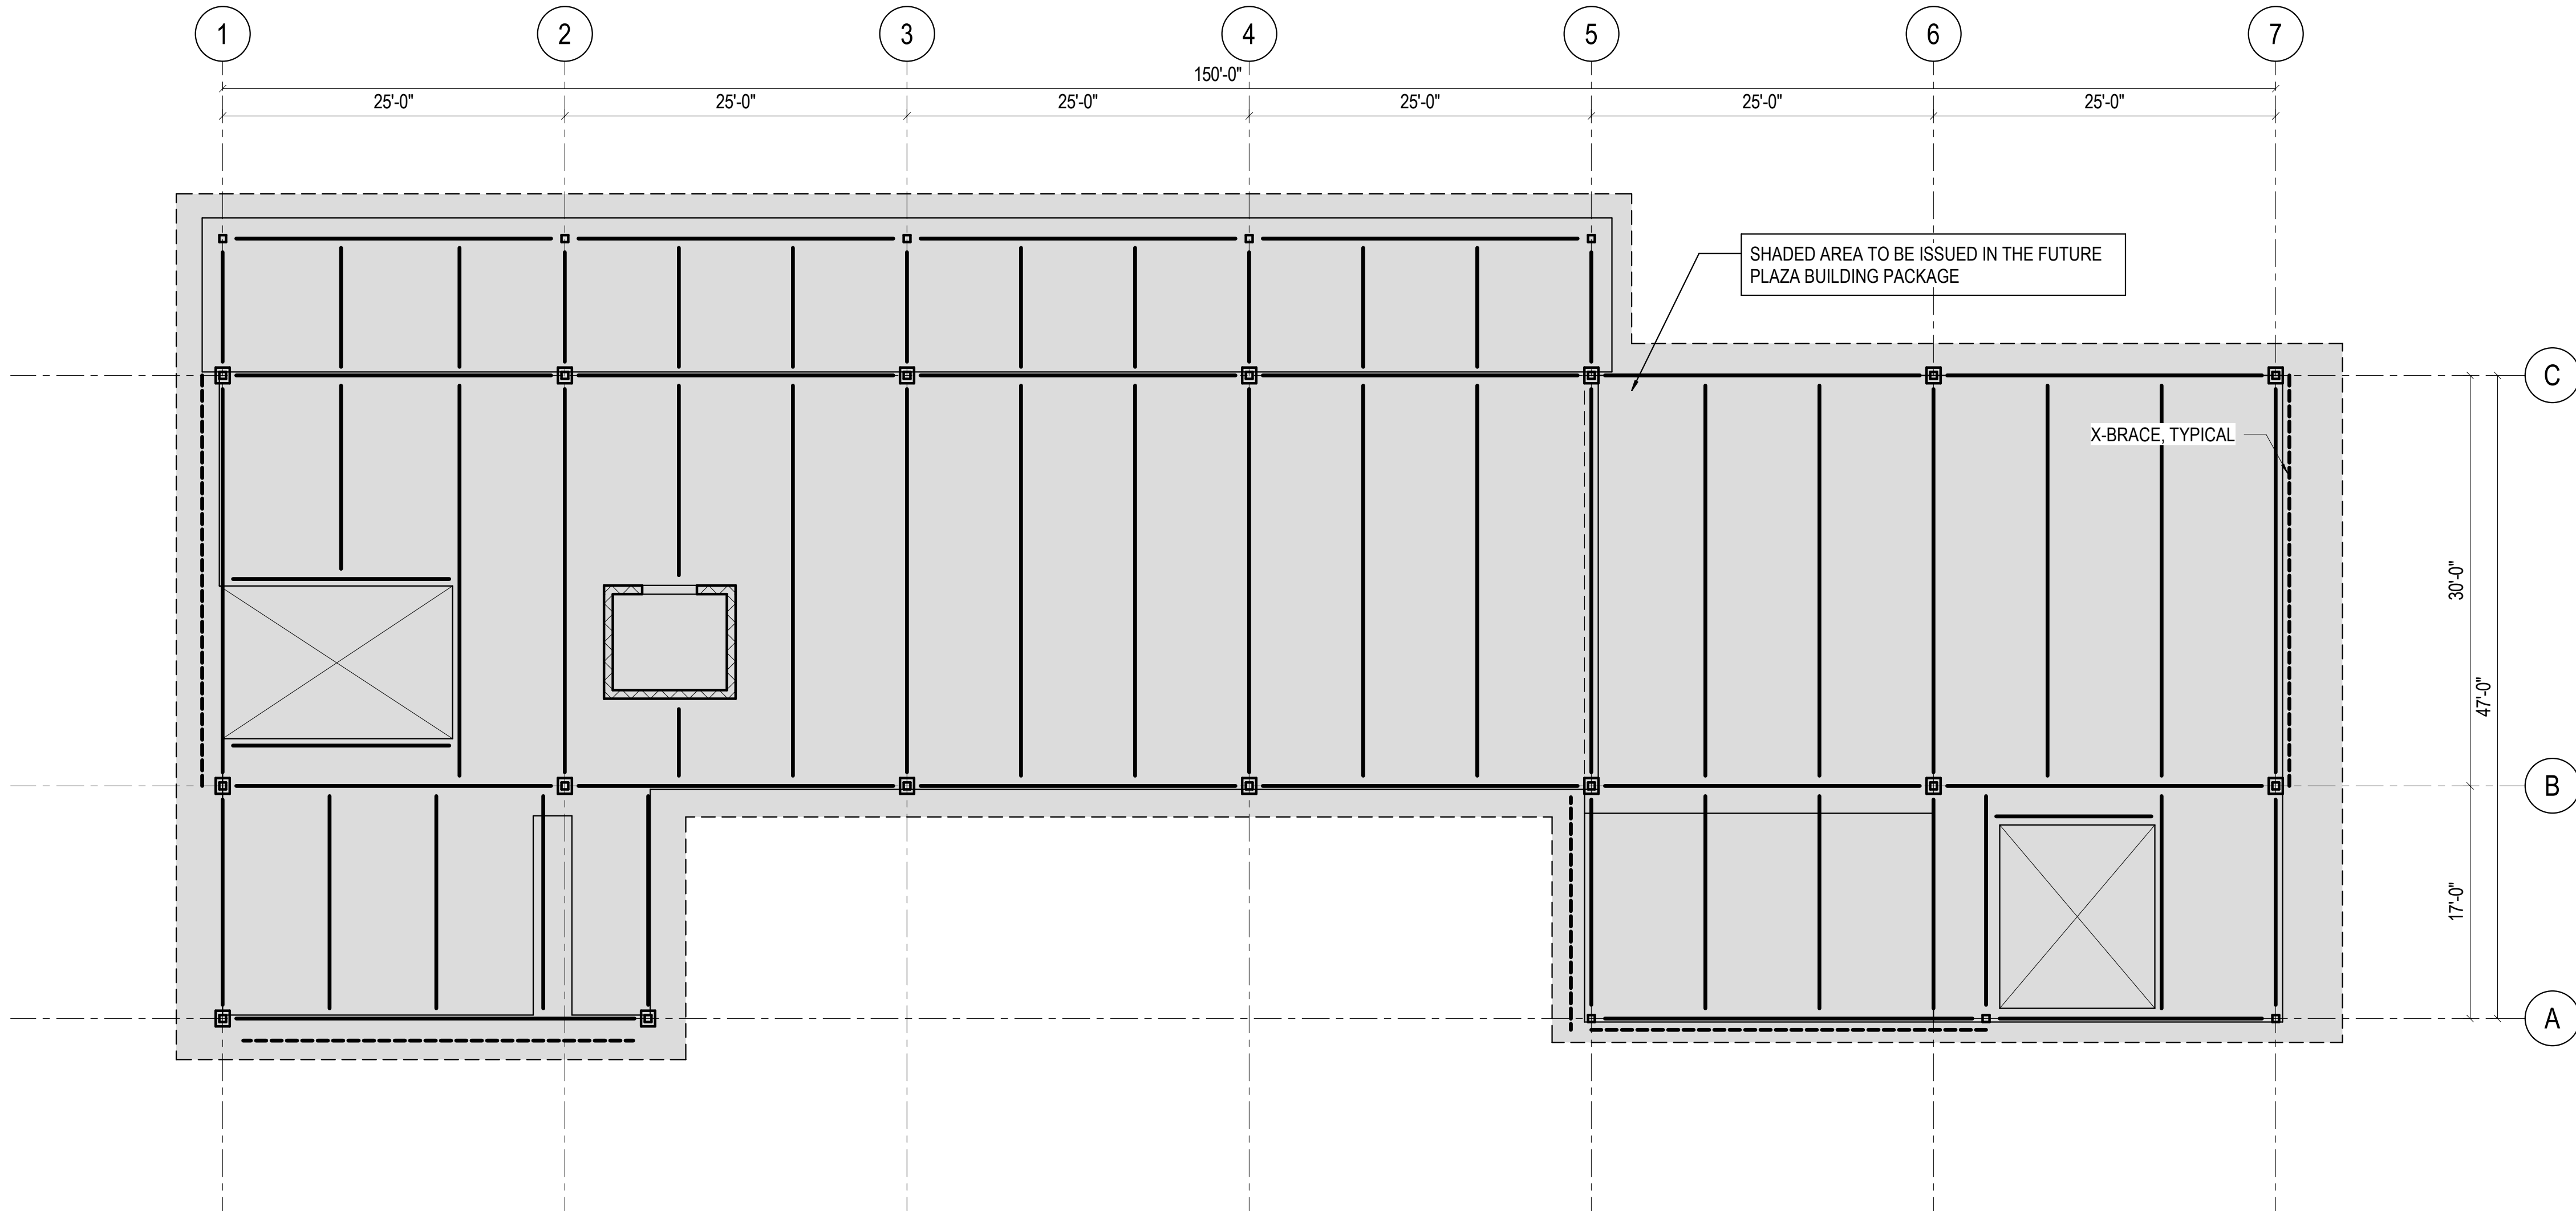 1
2
3
4
5
6
7
150'-0"
25'-0"
25'-0"
25'-0"
25'-0"
25'-0"
25'-0"
SHADED AREA TO BE ISSUED IN THE FUTURE
PLAZA BUILDING PACKAGE
C
X-BRACE, TYPICAL
30'-0"
47'-0"
B
17'-0"
A